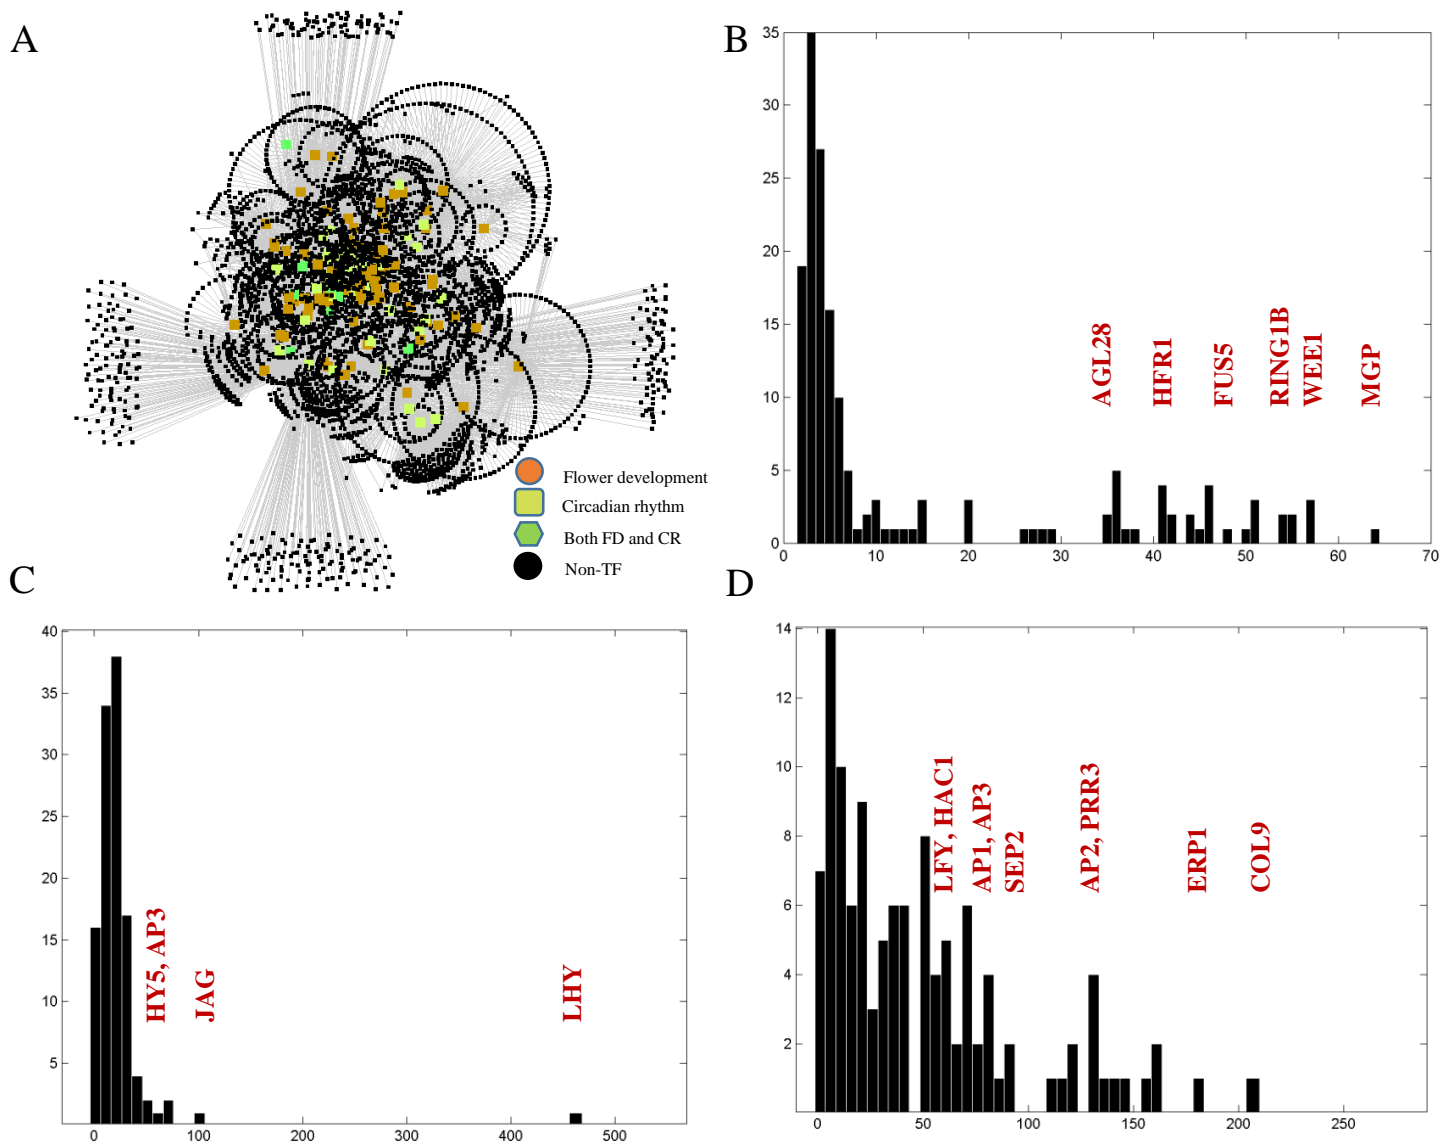 A
Flower development
Circadian rhythm
Both FD and CR
Non-TF
B
35
30
25
20
15
10
5
0
0 10 20 30 40 50 60 70
AGL28
HFR1
FUS5
RING1B
WEE1
MGP
C
40
35
30
25
20
15
10
5
0 100 200 300 400 500
HY5, AP3
JAG
LHY
D
14
12
10
8
6
4
2
0 50 100 150 200 250
LFY, HAC1
AP1, AP3
SEP2
AP2, PRR3
ERP1
COL9